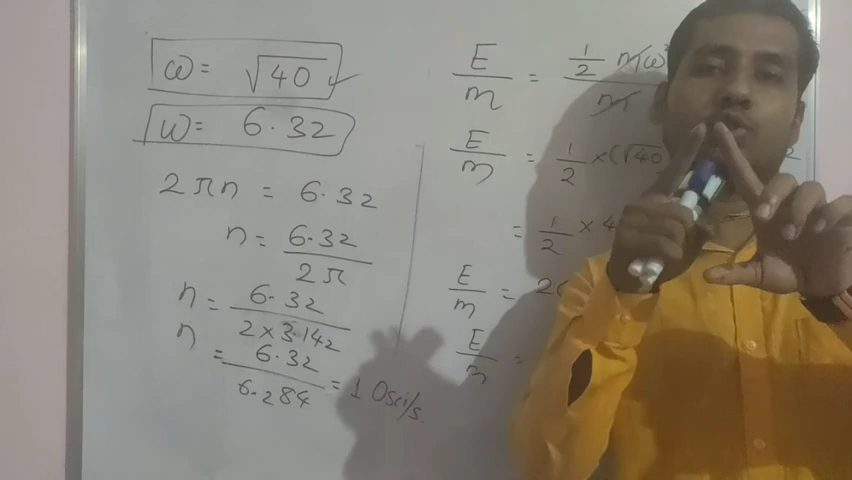 ω = √40
ω = 6.32
2πn = 6.32
n = 6.32 / 2π
n = 6.32 / 2 × 3.142
n = 6.32 / 6.284 = 1 Osci/s.
E/m = 1/2 mω² / m
E/m = 1/2 × (√40)
= 1/2 × 4
E/m = 2
E/m =